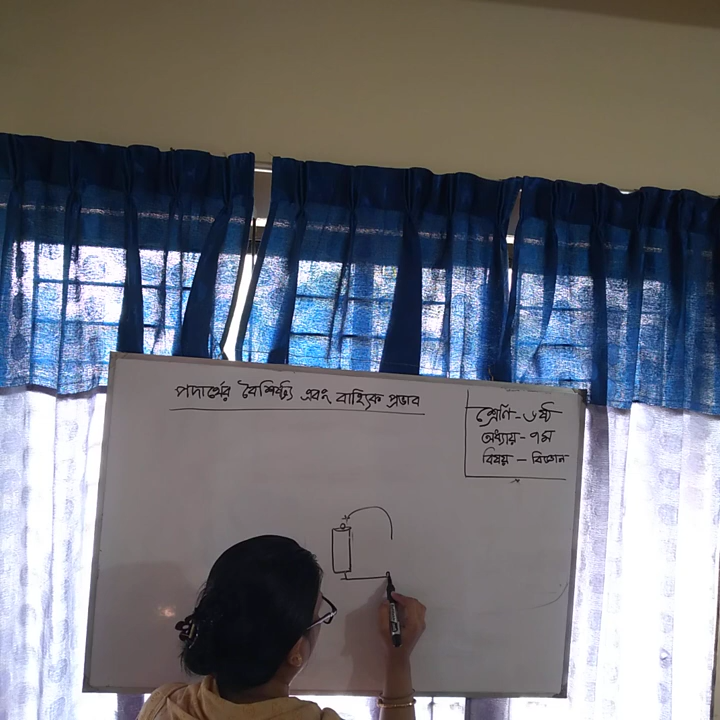 পদার্থের বৈশিষ্ট্য এবং বাহ্যিক প্রভাব
শ্রেণি - ৬ষ্ঠ
অধ্যায় - ৭ম
বিষয় - বিজ্ঞান